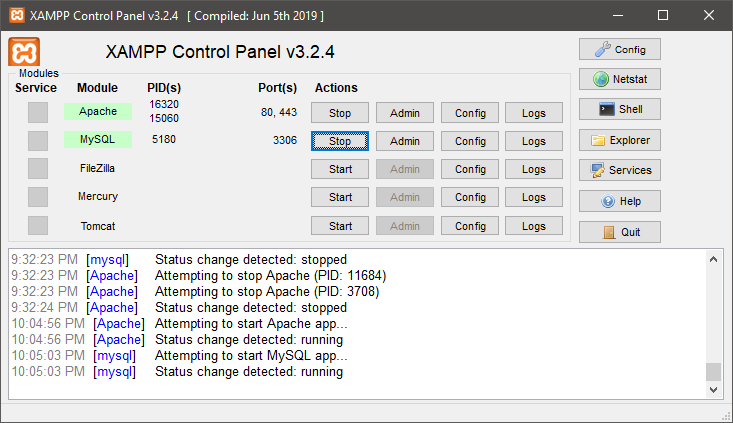 XAMPP Control Panel v3.2.4 [ Compiled: Jun 5th 2019 ]
XAMPP Control Panel v3.2.4
Config
Modules
Service Module PID(s) Port(s) Actions
Netstat
Apache 16320 15060 80, 443 Stop Admin Config Logs
Shell
MySQL 5180 3306 Stop Admin Config Logs
Explorer
FileZilla Start Admin Config Logs
Services
Mercury Start Admin Config Logs
Help
Tomcat Start Admin Config Logs
Quit
9:32:23 PM [mysql] Status change detected: stopped
9:32:23 PM [Apache] Attempting to stop Apache (PID: 11684)
9:32:23 PM [Apache] Attempting to stop Apache (PID: 3708)
9:32:24 PM [Apache] Status change detected: stopped
10:04:56 PM [Apache] Attempting to start Apache app...
10:04:56 PM [Apache] Status change detected: running
10:05:03 PM [mysql] Attempting to start MySQL app...
10:05:03 PM [mysql] Status change detected: running